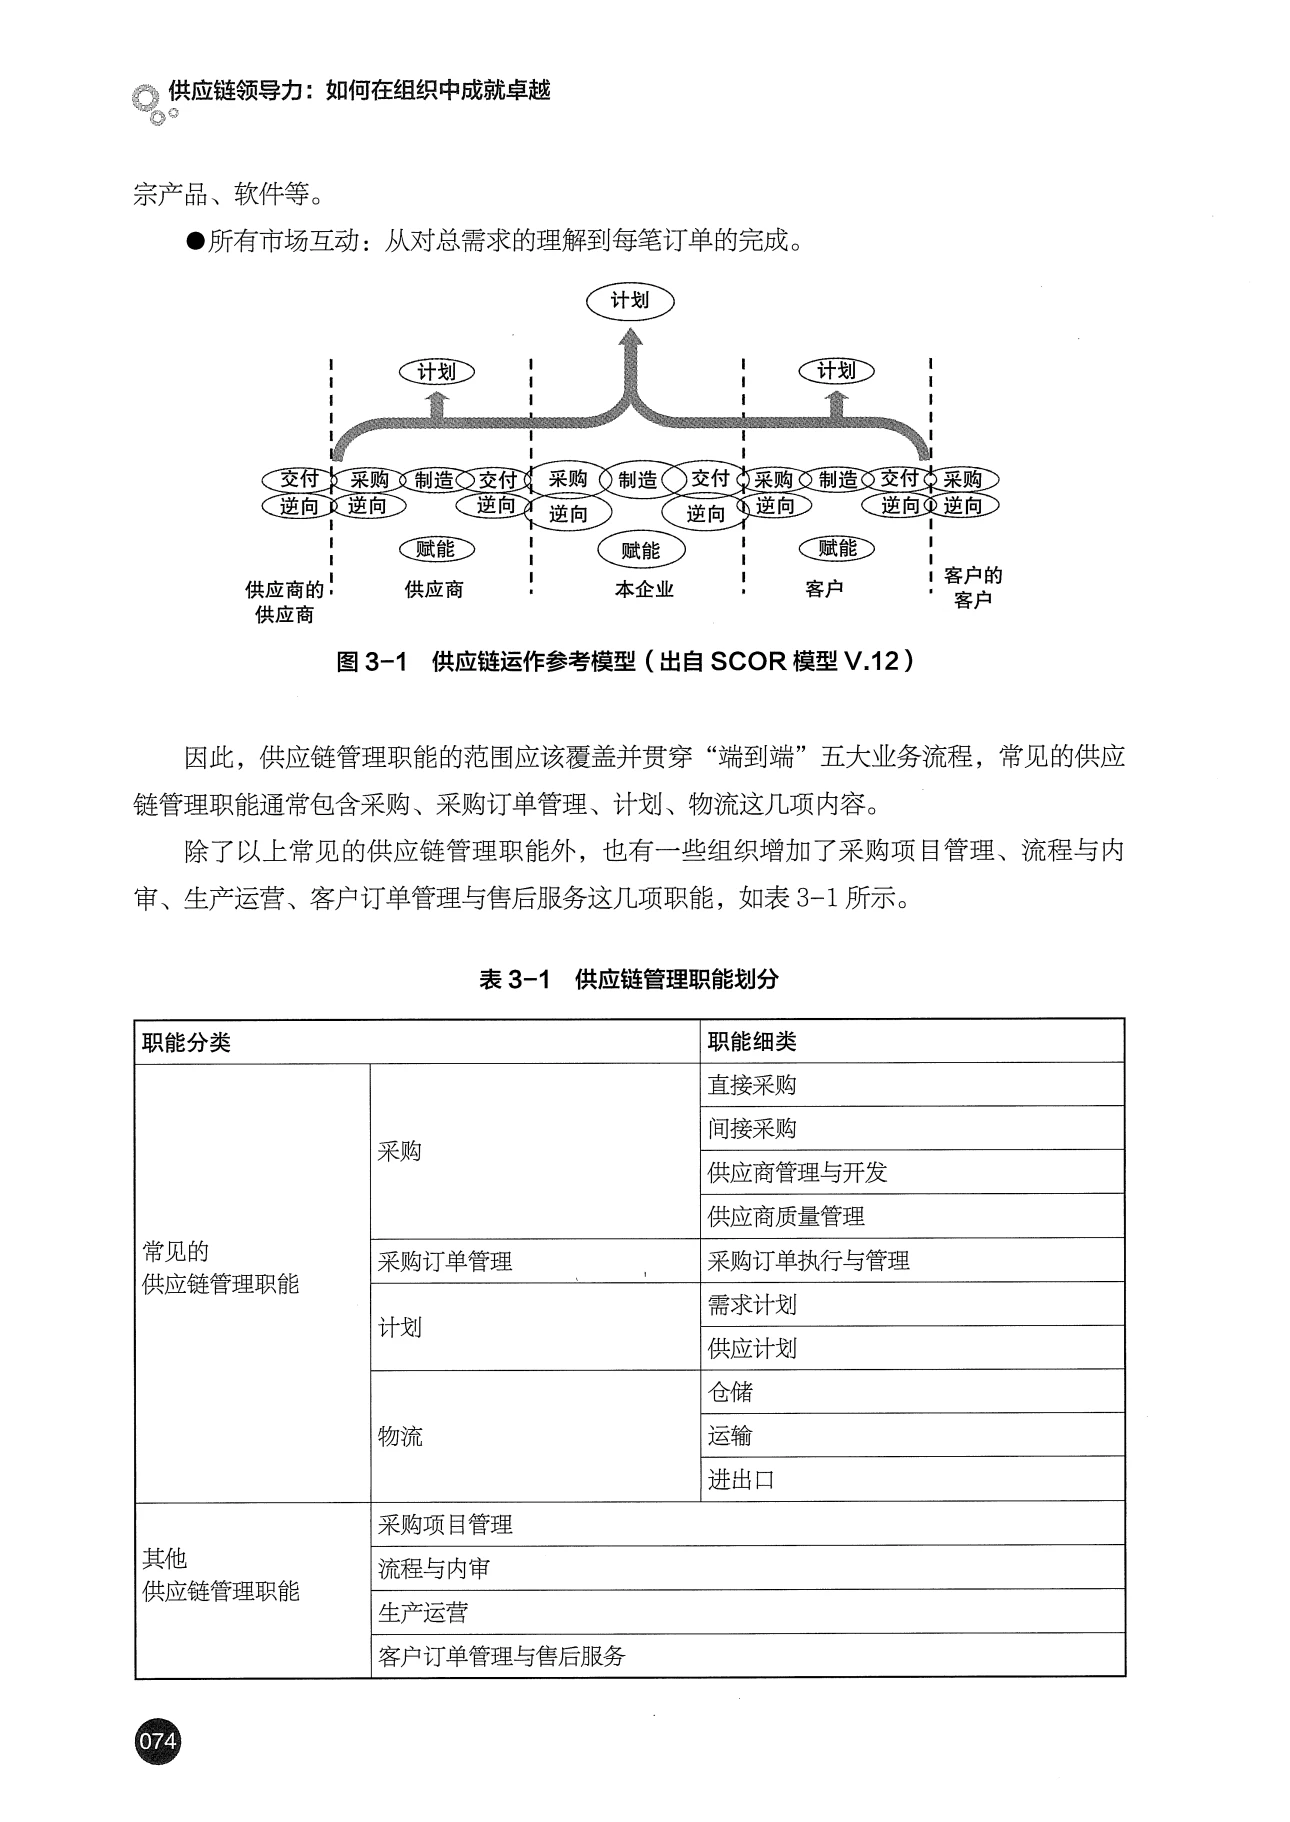 供应链领导力：如何在组织中成就卓越
宗产品、软件等。
●所有市场互动：从对总需求的理解到每笔订单的完成。
计划
计划 计划
交付 采购 制造 交付 采购 制造 交付 采购 制造 交付 采购
逆向 逆向 逆向 逆向 逆向 逆向 逆向 逆向
赋能 赋能 赋能
供应商的 供应商 本企业 客户 客户的
供应商 客户
图 3-1 供应链运作参考模型（出自 SCOR 模型 V.12）
因此，供应链管理职能的范围应该覆盖并贯穿“端到端”五大业务流程，常见的供应
链管理职能通常包含采购、采购订单管理、计划、物流这几项内容。
除了以上常见的供应链管理职能外，也有一些组织增加了采购项目管理、流程与内
审、生产运营、客户订单管理与售后服务这几项职能，如表 3-1 所示。
表 3-1 供应链管理职能划分
职能分类 职能细类
常见的
供应链管理职能
采购
直接采购
间接采购
供应商管理与开发
供应商质量管理
采购订单管理 采购订单执行与管理
计划
需求计划
供应计划
物流
仓储
运输
进出口
其他
供应链管理职能
采购项目管理
流程与内审
生产运营
客户订单管理与售后服务
074